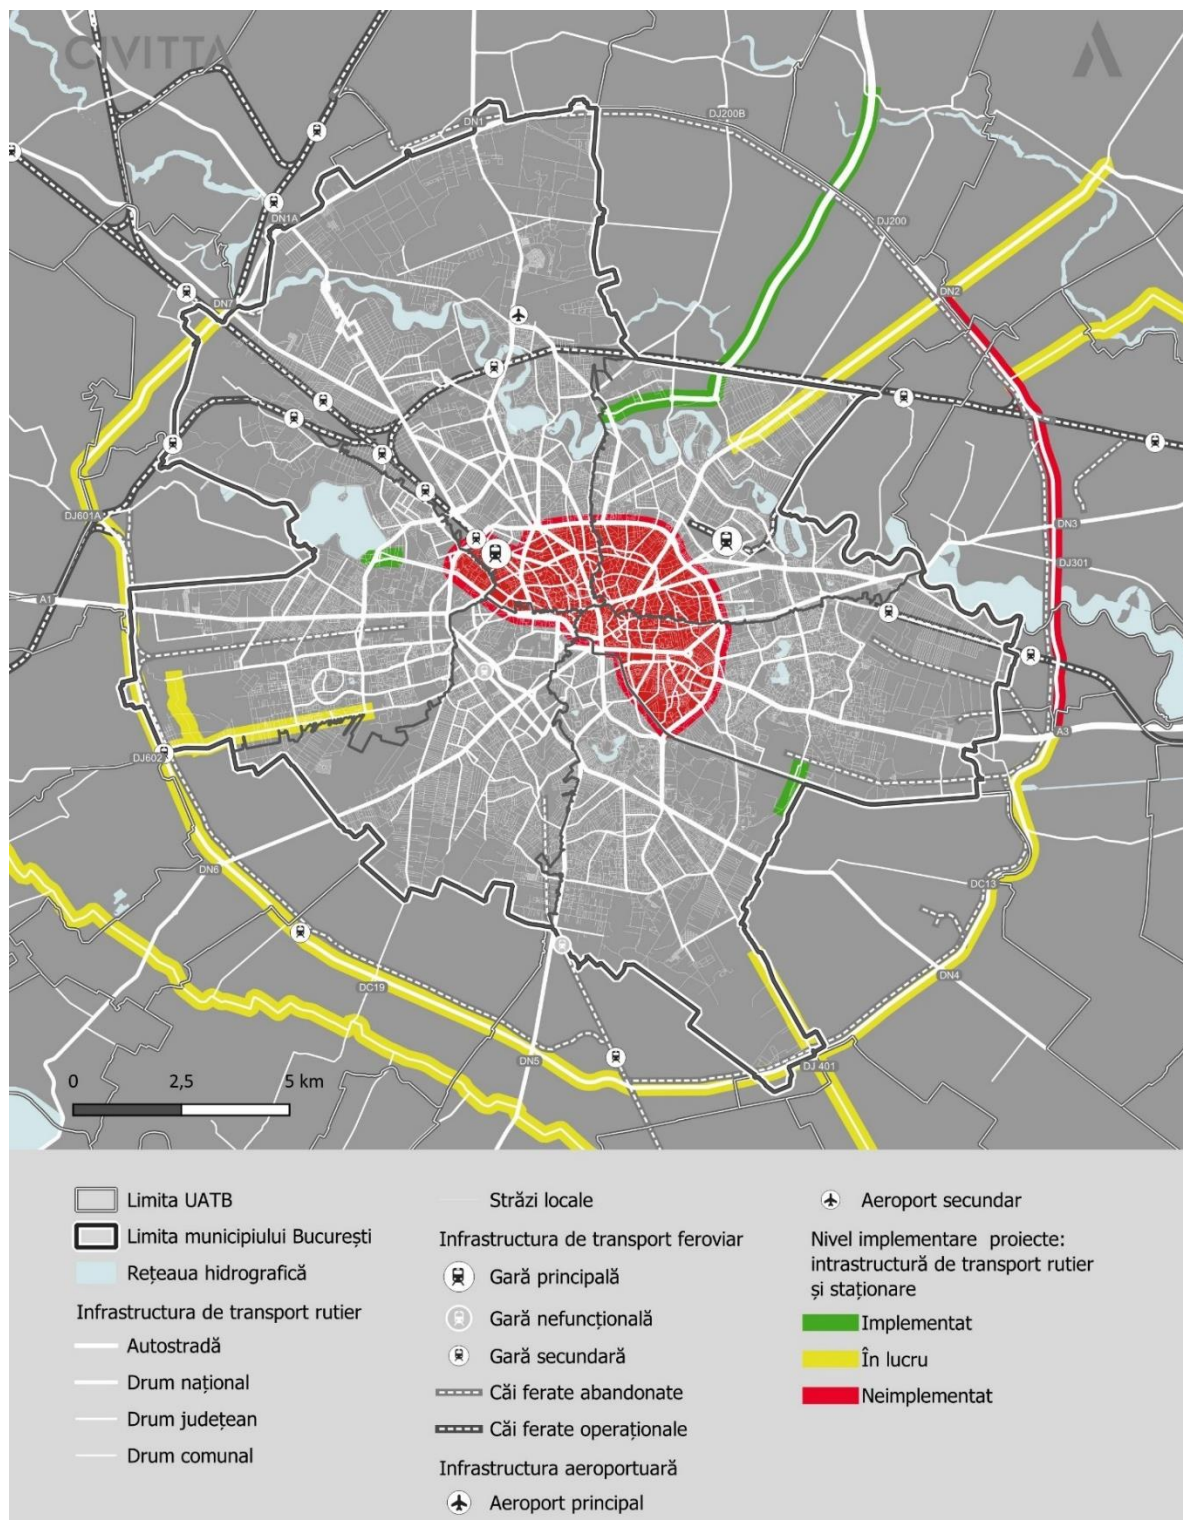 CIVITTA
DN1
DJ200B
DN1A
DJ200
DN2
DN7
DJ601A
DN3
DJ301
A1
A3
DJ602
DN6
DC13
DN4
DC19
DN5
DJ 401
0 2,5 5 km
Limita UATB
Limita municipiului București
Rețeaua hidrografică
Infrastructura de transport rutier
Autostradă
Drum național
Drum județean
Drum comunal
Străzi locale
Infrastructura de transport feroviar
Gară principală
Gară nefuncțională
Gară secundară
Căi ferate abandonate
Căi ferate operaționale
Infrastructura aeroportuară
Aeroport principal
Aeroport secundar
Nivel implementare proiecte:
intrastructură de transport rutier
și staționare
Implementat
În lucru
Neimplementat